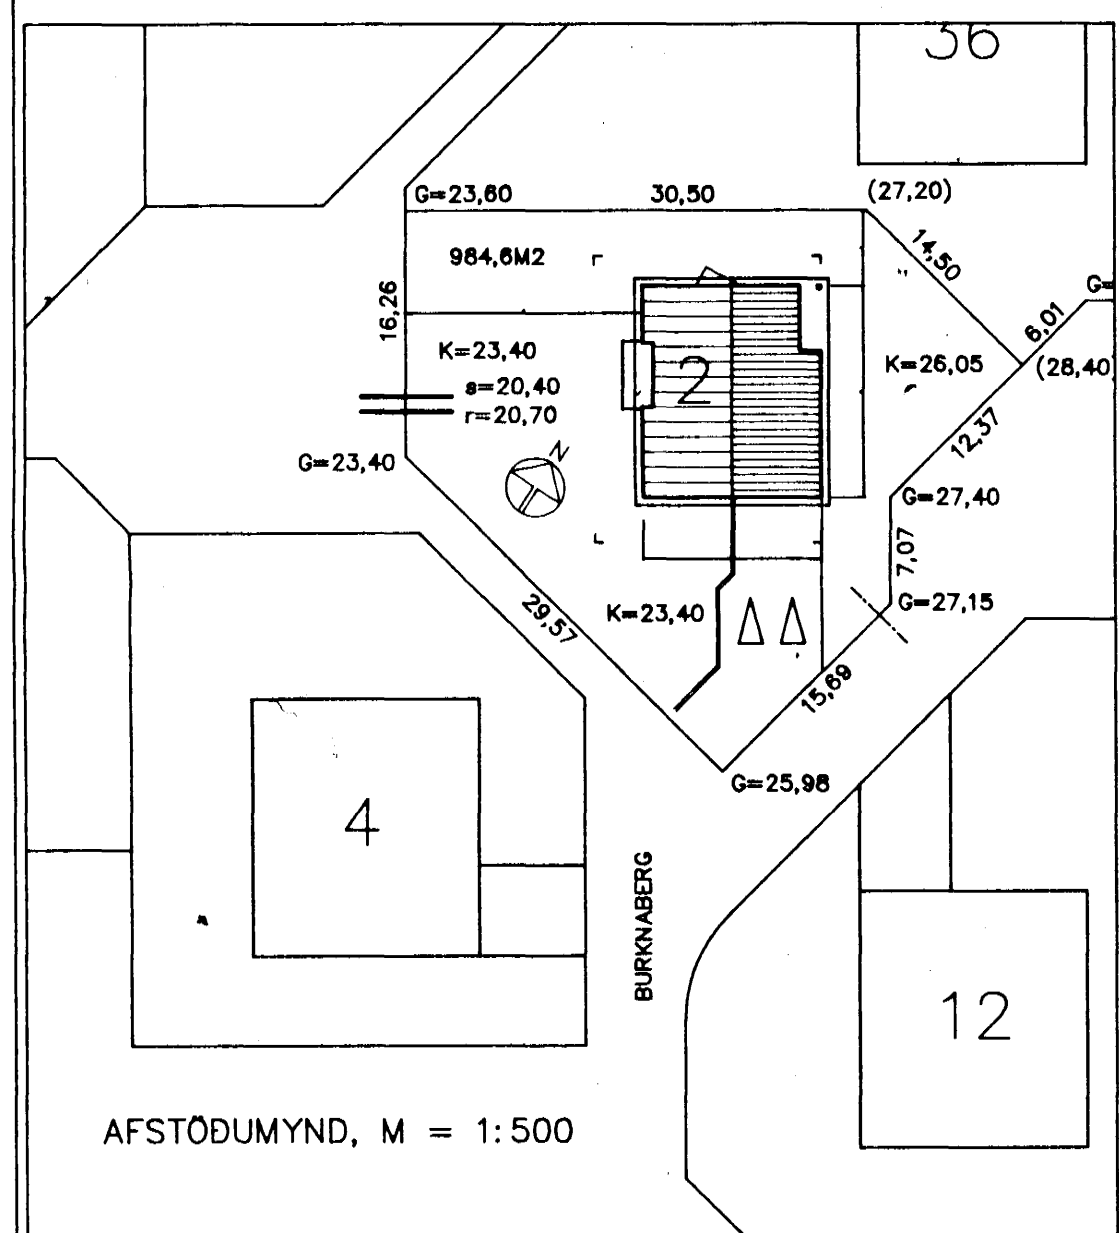 36
G=23,60
30,50
(27,20)
984,6M2
14,50
G=
16,26
6,01
K=23,40
2
K=26,05
(28,40
s=20,40
r=20,70
12,37
N
G=23,40
G=27,40
7,07
29,57
K=23,40
G=27,15
15,69
G=25,98
4
BURKNABERG
12
AFSTÖÐUMYND, M = 1:500